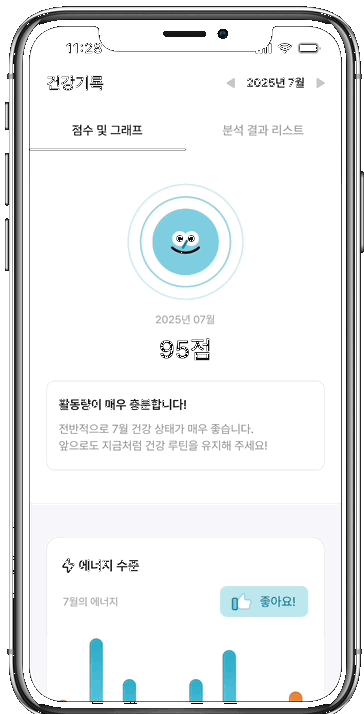 11:28
건강기록
2025년 7월
점수 및 그래프
분석 결과 리스트
2025년 07월
95점
활동량이 매우 충분합니다!
전반적으로 7월 건강 상태가 매우 좋습니다.
앞으로도 지금처럼 건강 루틴을 유지해 주세요!
에너지 수준
7월의 에너지
좋아요!